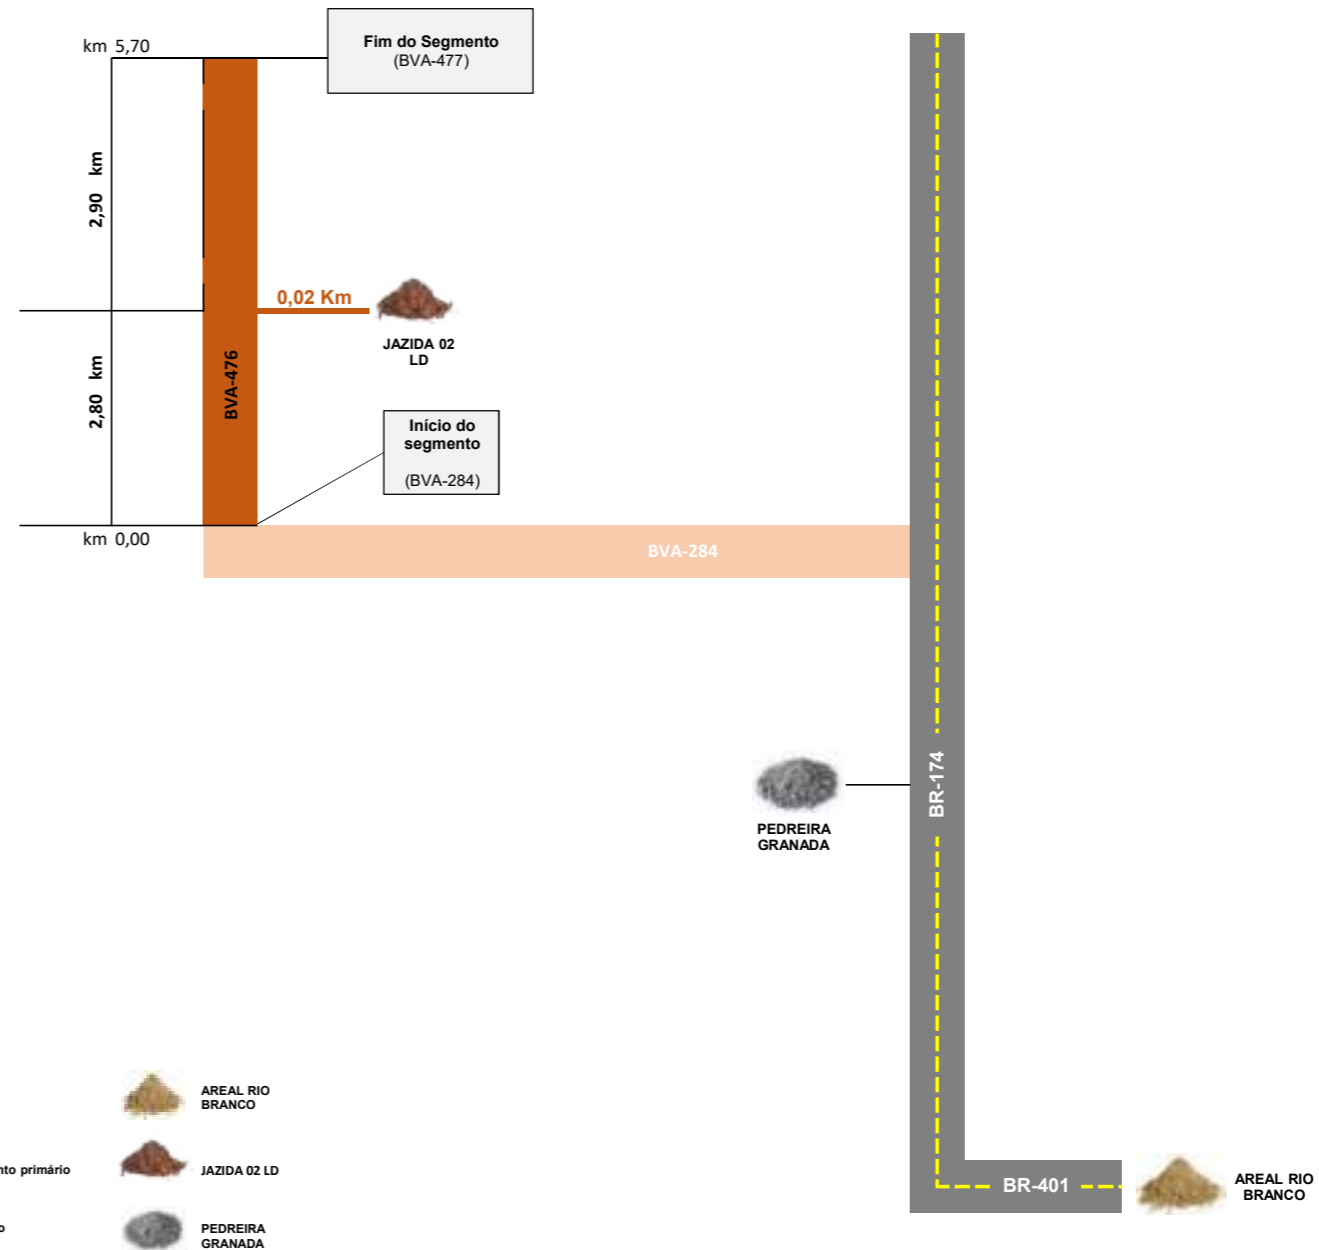 km 5,70
Fim do Segmento
(BVA-477)
2,90 km
0,02 Km
JAZIDA 02
LD
2,80 km
BVA-476
Início do
segmento
(BVA-284)
km 0,00
BVA-284
BR-174
PEDREIRA
GRANADA
AREAL RIO
BRANCO
primário
JAZIDA 02 LD
PEDREIRA
GRANADA
BR-401
AREAL RIO
BRANCO